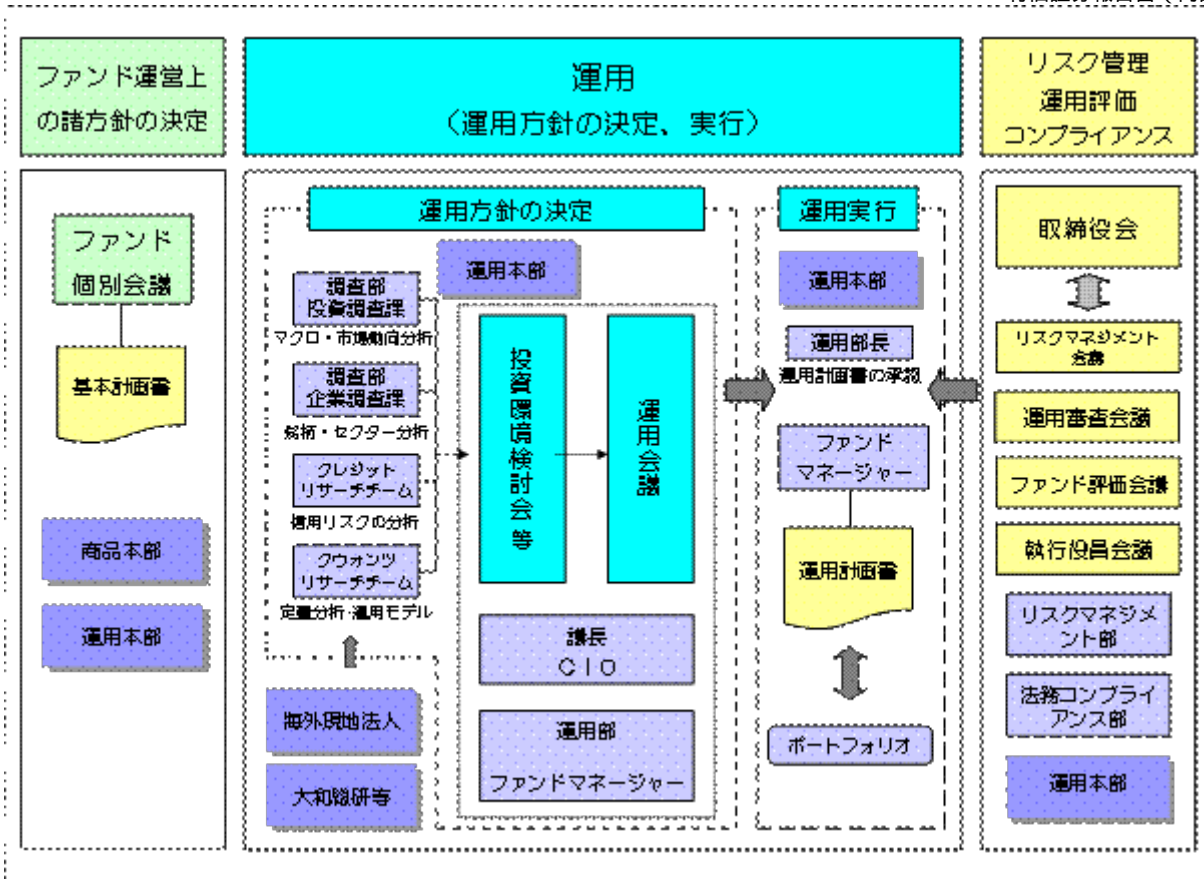 ファンド運営上
の諸方針の決定
運用
(運用方針の決定、実行)
リスク管理
運用評価
コンプライアンス
ファンド
個別会議
基本計画書
商品本部
運用本部
運用方針の決定
運用本部
調査部
投資調査課
マクロ・市場動向分析
調査部
企業調査課
銘柄・セクター分析
クレジット
リサーチチーム
信用リスクの分析
クウォンツ
リサーチチーム
定量分析・運用モデル
海外現地法人
大和総研等
投資環境検討会等
運用会議
議長
CIO
運用部
ファンドマネージャー
運用実行
運用本部
運用部長
運用計画書の承認
ファンド
マネージャー
運用計画書
ポートフォリオ
取締役会
リスクマネジメント
会議
運用審査会議
ファンド評価会議
執行役員会議
リスクマネジメ
ント部
法務コンプライ
アンス部
運用本部